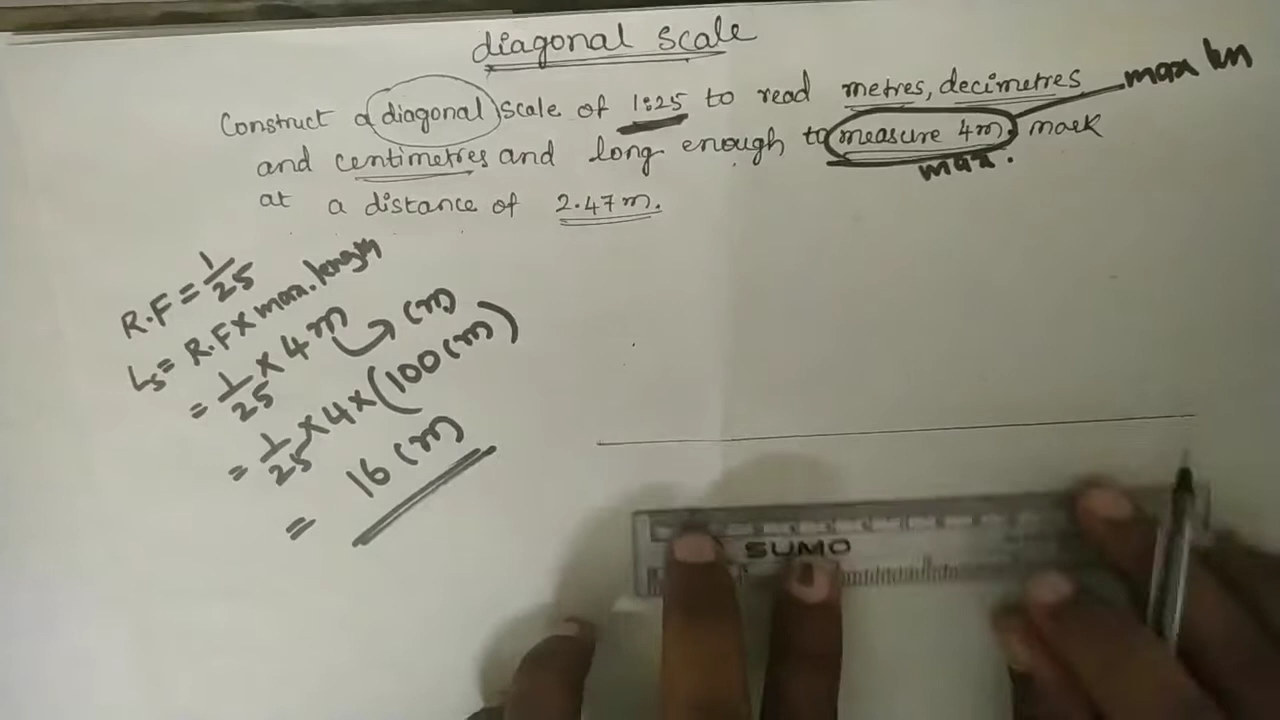 diagonal scale
Construct a diagonal scale of 1:25 to read metres, decimetres max len
and centimetres and long enough to measure 4m. mark
max.
at a distance of 2.47m.
R.F = 1/25
Ls = R.F x max. length
= 1/25 x 4m (cm)
= 1/25 x 4 x (100cm)
= 16 cm
SUMO